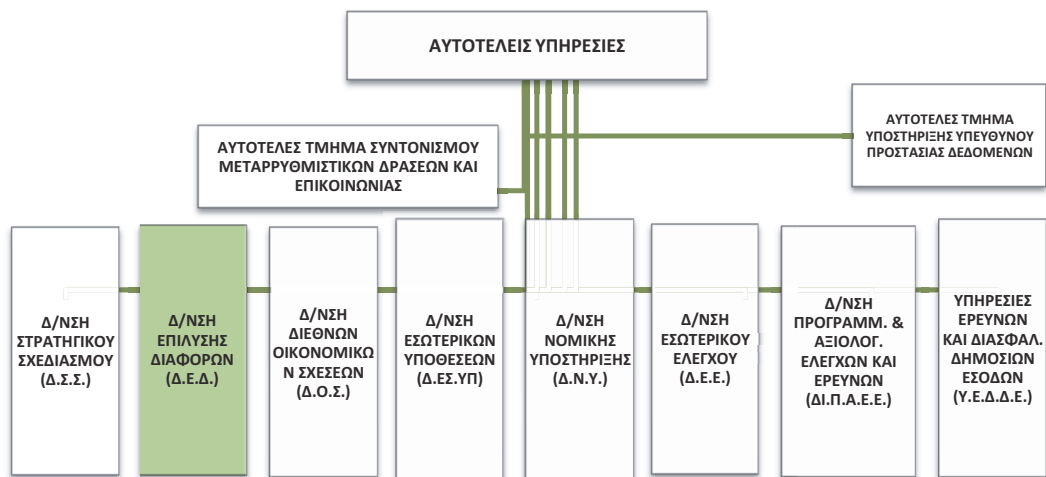 ΑΥΤΟΤΕΛΕΙΣ ΥΠΗΡΕΣΙΕΣ
ΑΥΤΟΤΕΛΕΣ ΤΜΗΜΑ
ΥΠΟΣΤΗΡΙΞΗΣ ΥΠΕΥΘΥΝΟΥ
ΠΡΟΣΤΑΣΙΑΣ ΔΕΔΟΜΕΝΩΝ
ΑΥΤΟΤΕΛΕΣ ΤΜΗΜΑ ΣΥΝΤΟΝΙΣΜΟΥ
ΜΕΤΑΡΡΥΘΜΙΣΤΙΚΩΝ ΔΡΑΣΕΩΝ ΚΑΙ
ΕΠΙΚΟΙΝΩΝΙΑΣ
Δ/ΝΣΗ
ΣΤΡΑΤΗΓΙΚΟΥ
ΣΧΕΔΙΑΣΜΟΥ
(Δ.Σ.Σ.)
Δ/ΝΣΗ
ΕΠΙΛΥΣΗΣ
ΔΙΑΦΟΡΩΝ
(Δ.Ε.Δ.)
Δ/ΝΣΗ
ΔΙΕΘΝΩΝ
ΟΙΚΟΝΟΜΙΚΩ
Ν ΣΧΕΣΕΩΝ
(Δ.Ο.Σ.)
Δ/ΝΣΗ
ΕΣΩΤΕΡΙΚΩΝ
ΥΠΟΘΕΣΕΩΝ
(Δ.ΕΣ.ΥΠ)
Δ/ΝΣΗ
ΝΟΜΙΚΗΣ
ΥΠΟΣΤΗΡΙΞΗΣ
(Δ.Ν.Υ.)
Δ/ΝΣΗ
ΕΣΩΤΕΡΙΚΟΥ
ΕΛΕΓΧΟΥ
(Δ.Ε.Ε.)
Δ/ΝΣΗ
ΠΡΟΓΡΑΜΜ. &
ΑΞΙΟΛΟΓ.
ΕΛΕΓΧΩΝ ΚΑΙ
ΕΡΕΥΝΩΝ
(ΔΙ.Π.Α.Ε.Ε.)
ΥΠΗΡΕΣΙΕΣ
ΕΡΕΥΝΩΝ
ΚΑΙ ΔΙΑΣΦΑΛ.
ΔΗΜΟΣΙΩΝ
ΕΣΟΔΩΝ
(Υ.Ε.Δ.Δ.Ε.)